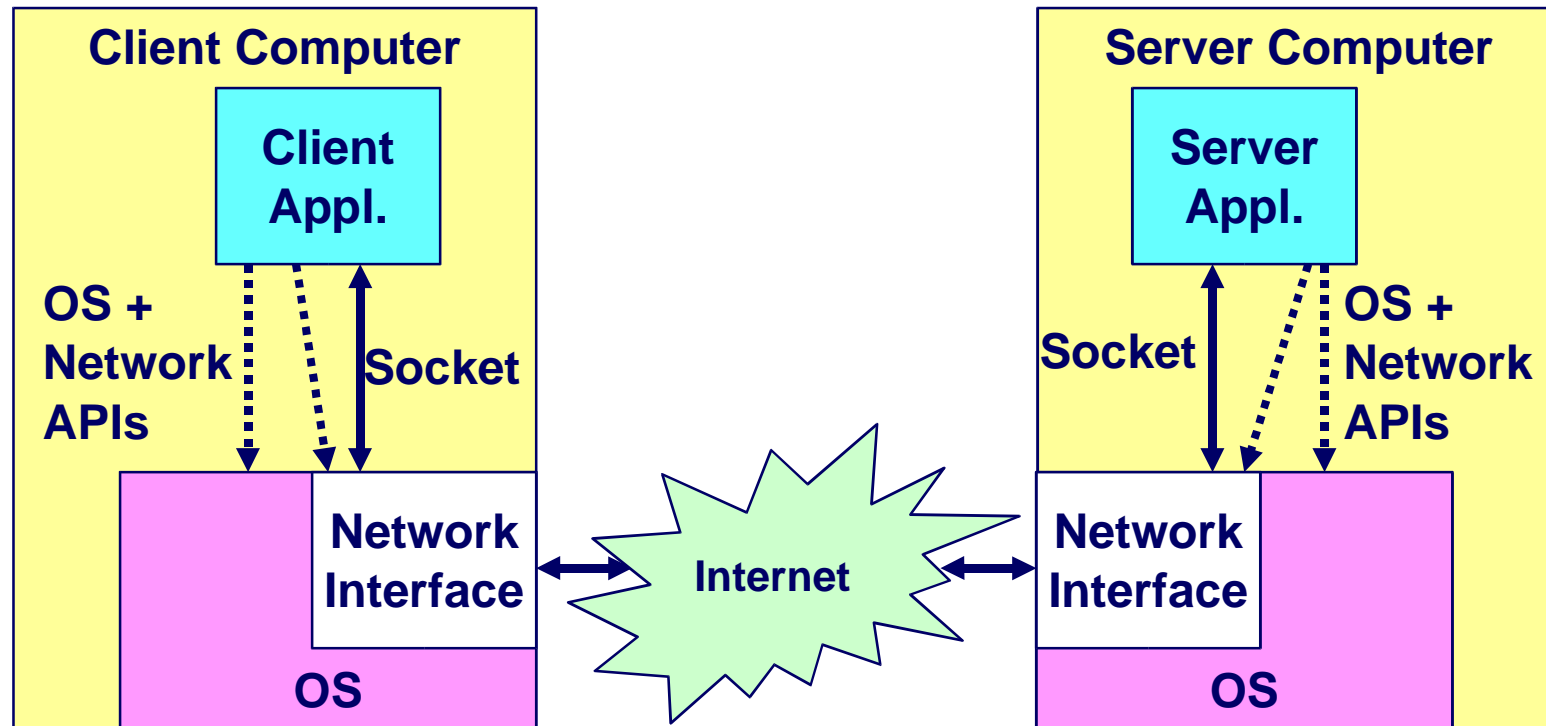 Client Computer
Client
Appl.
OS +
Network
APIs
Socket
Network
Interface
OS
Internet
Server Computer
Server
Appl.
Socket
OS +
Network
APIs
Network
Interface
OS